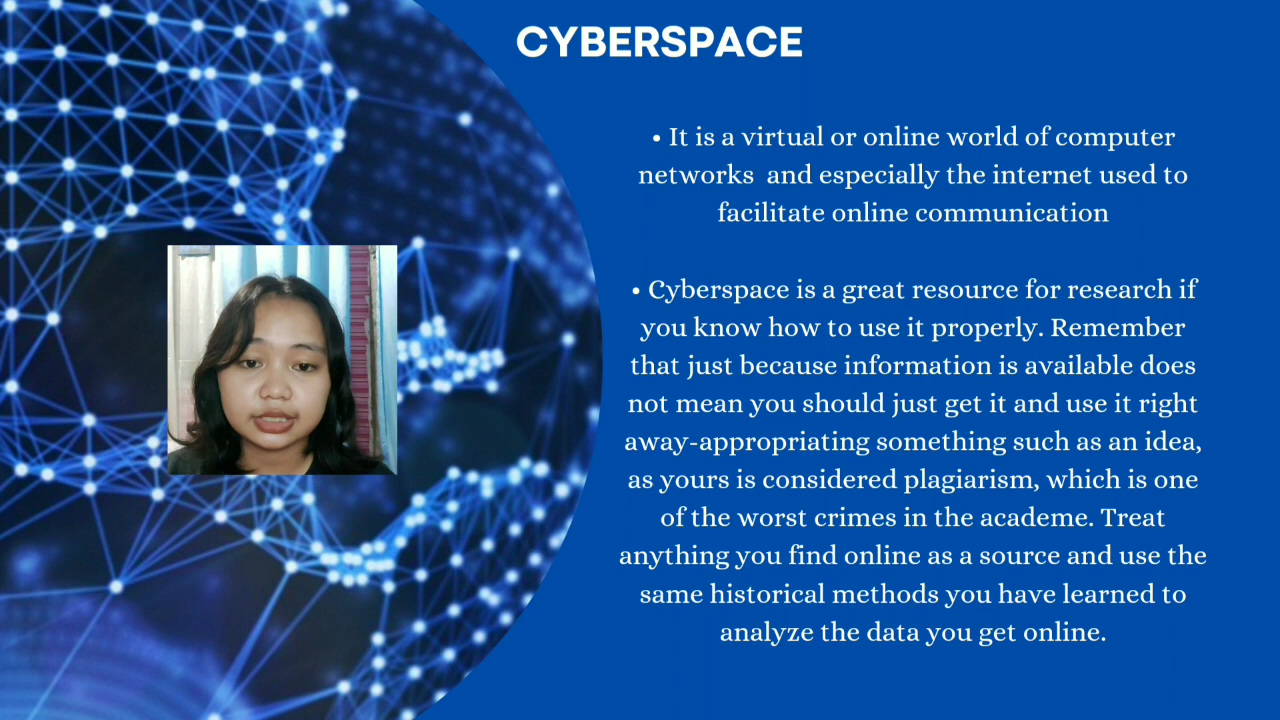 CYBERSPACE
• It is a virtual or online world of computer
networks and especially the internet used to
facilitate online communication
• Cyberspace is a great resource for research if
you know how to use it properly. Remember
that just because information is available does
not mean you should just get it and use it right
away-appropriating something such as an idea,
as yours is considered plagiarism, which is one
of the worst crimes in the academe. Treat
anything you find online as a source and use the
same historical methods you have learned to
analyze the data you get online.